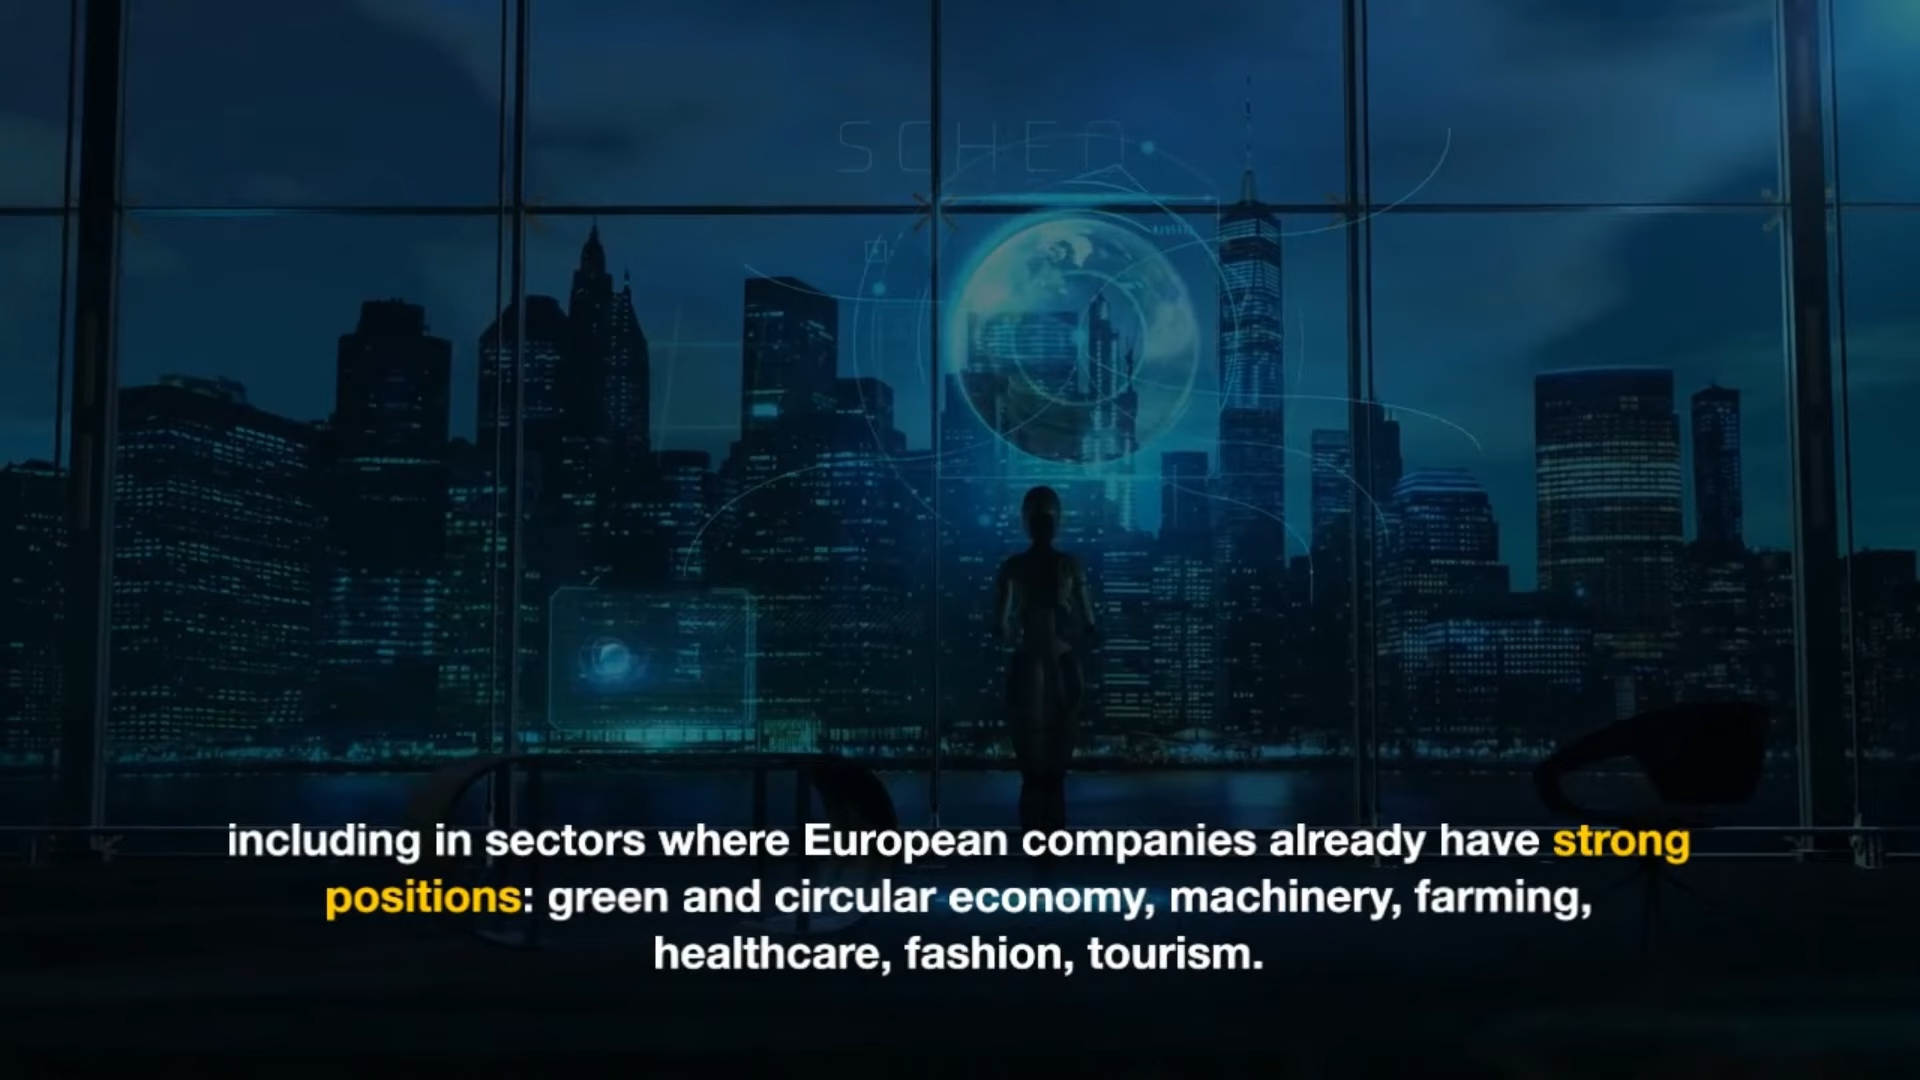 SCHEO
including in sectors where European companies already have strong
positions: green and circular economy, machinery, farming,
healthcare, fashion, tourism.